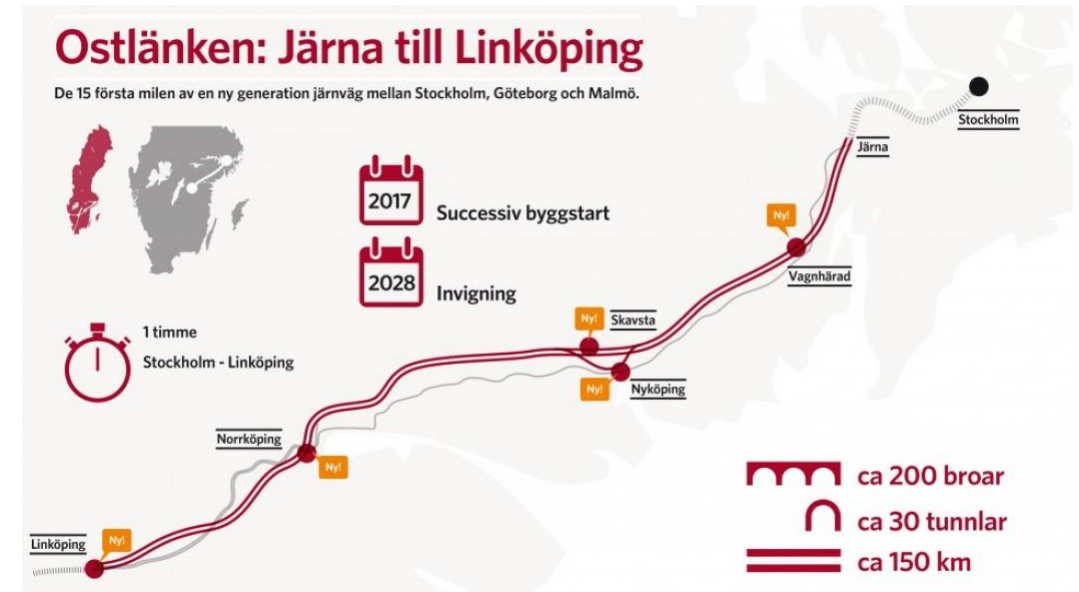 Ostlänken: Järna till Linköping
De 15 första milen av en ny generation järnväg mellan Stockholm, Göteborg och Malmö.
Stockholm
Järna
2017
Successiv byggstart
Ny!
Vagnhärad
2028
Invigning
Ny!
Skavsta
1 timme
Stockholm - Linköping
Ny!
Nyköping
Norrköping
Ny!
Linköping
Ny!
ca 200 broar
ca 30 tunnlar
ca 150 km